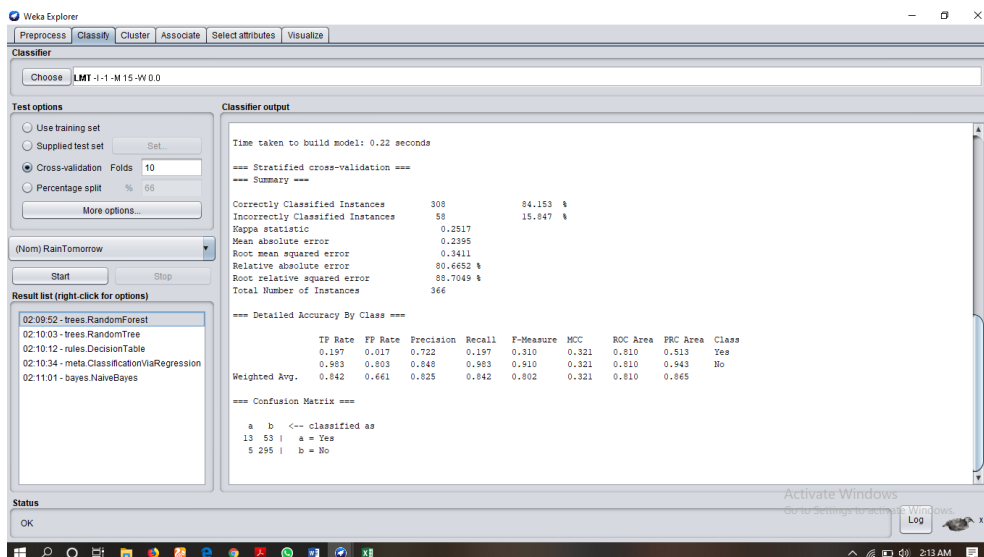 Weka Explorer
Preprocess Classify Cluster Associate Select attributes Visualize
Classifier
Choose LMT -I -1 -M 15 -W 0.0
Test options
Use training set
Supplied test set Set...
Cross-validation Folds 10
Percentage split % 66
More options...
(Nom) RainTomorrow
Start Stop
Result list (right-click for options)
02:09:52 - trees.RandomForest
02:10:03 - trees.RandomTree
02:10:12 - rules.DecisionTable
02:10:34 - meta.ClassificationViaRegression
02:11:01 - bayes.NaiveBayes
Classifier output
Time taken to build model: 0.22 seconds
=== Stratified cross-validation ===
=== Summary ===
Correctly Classified Instances 308 84.153 %
Incorrectly Classified Instances 58 15.847 %
Kappa statistic 0.2517
Mean absolute error 0.2395
Root mean squared error 0.3411
Relative absolute error 80.6652 %
Root relative squared error 88.7049 %
Total Number of Instances 366
=== Detailed Accuracy By Class ===
TP Rate FP Rate Precision Recall F-Measure MCC ROC Area PRC Area Class
0.197 0.017 0.722 0.197 0.310 0.321 0.810 0.513 Yes
0.983 0.803 0.848 0.983 0.910 0.321 0.810 0.943 No
Weighted Avg. 0.842 0.661 0.825 0.842 0.802 0.321 0.810 0.865
=== Confusion Matrix ===
a b <-- classified as
13 53 | a = Yes
5 295 | b = No
Activate Windows
Go to Settings to activate Windows.
Status
OK
Log
x
2:13 AM